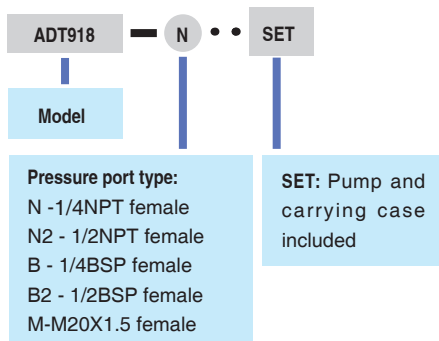 ADT918 — N • • SET
Model
Pressure port type:
N -1/4NPT female
N2 - 1/2NPT female
B - 1/4BSP female
B2 - 1/2BSP female
M-M20X1.5 female
SET: Pump and
carrying case
included